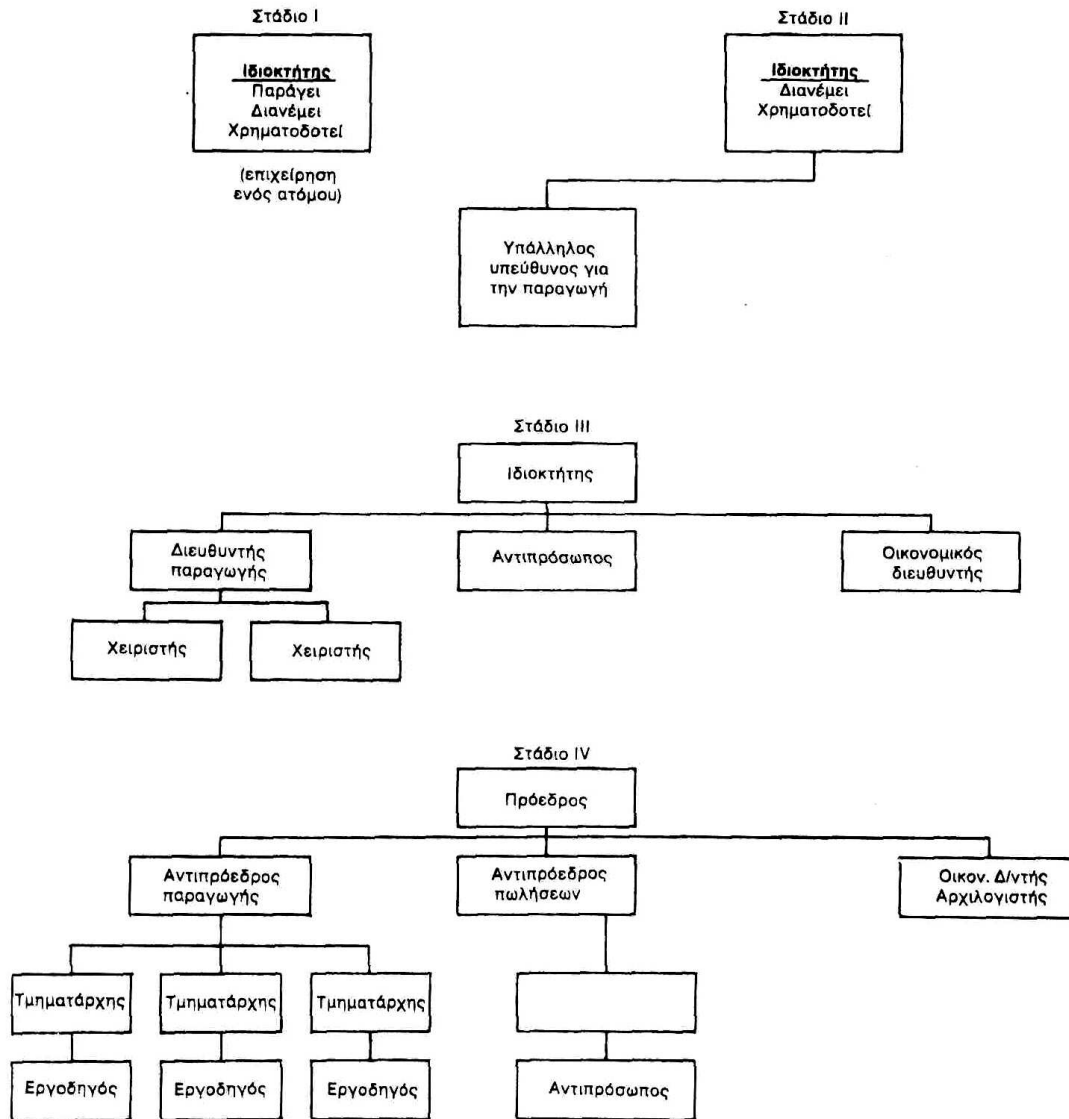 Στάδιο I
Στάδιο II
Ιδιοκτήτης
Παράγει
Διανέμει
Χρηματοδοτεί
(επιχείρηση
ενός ατόμου)
Ιδιοκτήτης
Διανέμει
Χρηματοδοτεί
Υπάλληλος
υπεύθυνος για
την παραγωγή
Στάδιο III
Ιδιοκτήτης
Διευθυντής
παραγωγής
Αντιπρόσωπος
Οικονομικός
διευθυντής
Χειριστής
Χειριστής
Στάδιο IV
Πρόεδρος
Αντιπρόεδρος
παραγωγής
Αντιπρόεδρος
πωλήσεων
Οικον. Δ/ντής
Αρχιλογιστής
Τμηματάρχης
Τμηματάρχης
Τμηματάρχης
Εργοδηγός
Εργοδηγός
Εργοδηγός
Αντιπρόσωπος